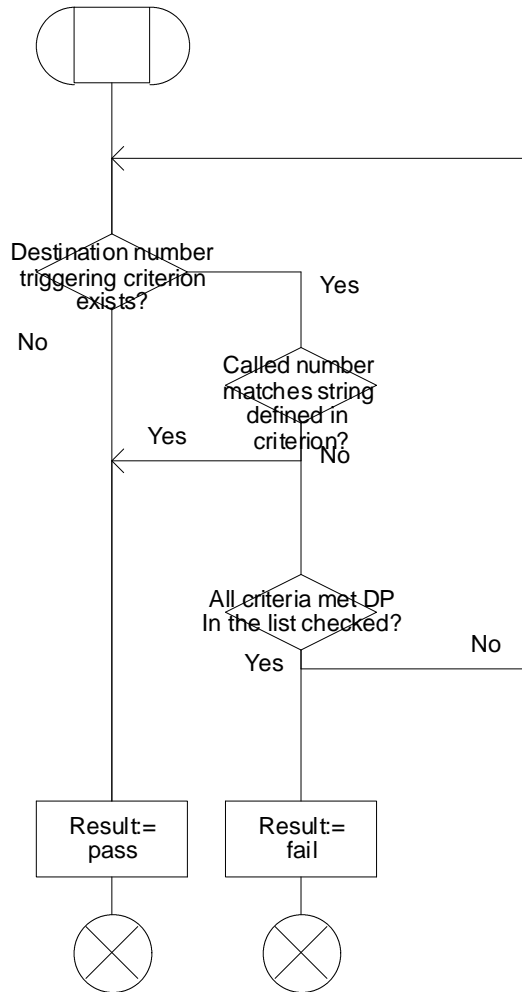 Destination number
triggering criterion
exists?
Yes
No
Called number
matches string
defined in
criterion?
Yes
No
All criteria met DP
In the list checked?
Yes
No
Result:=
pass
Result:=
fail